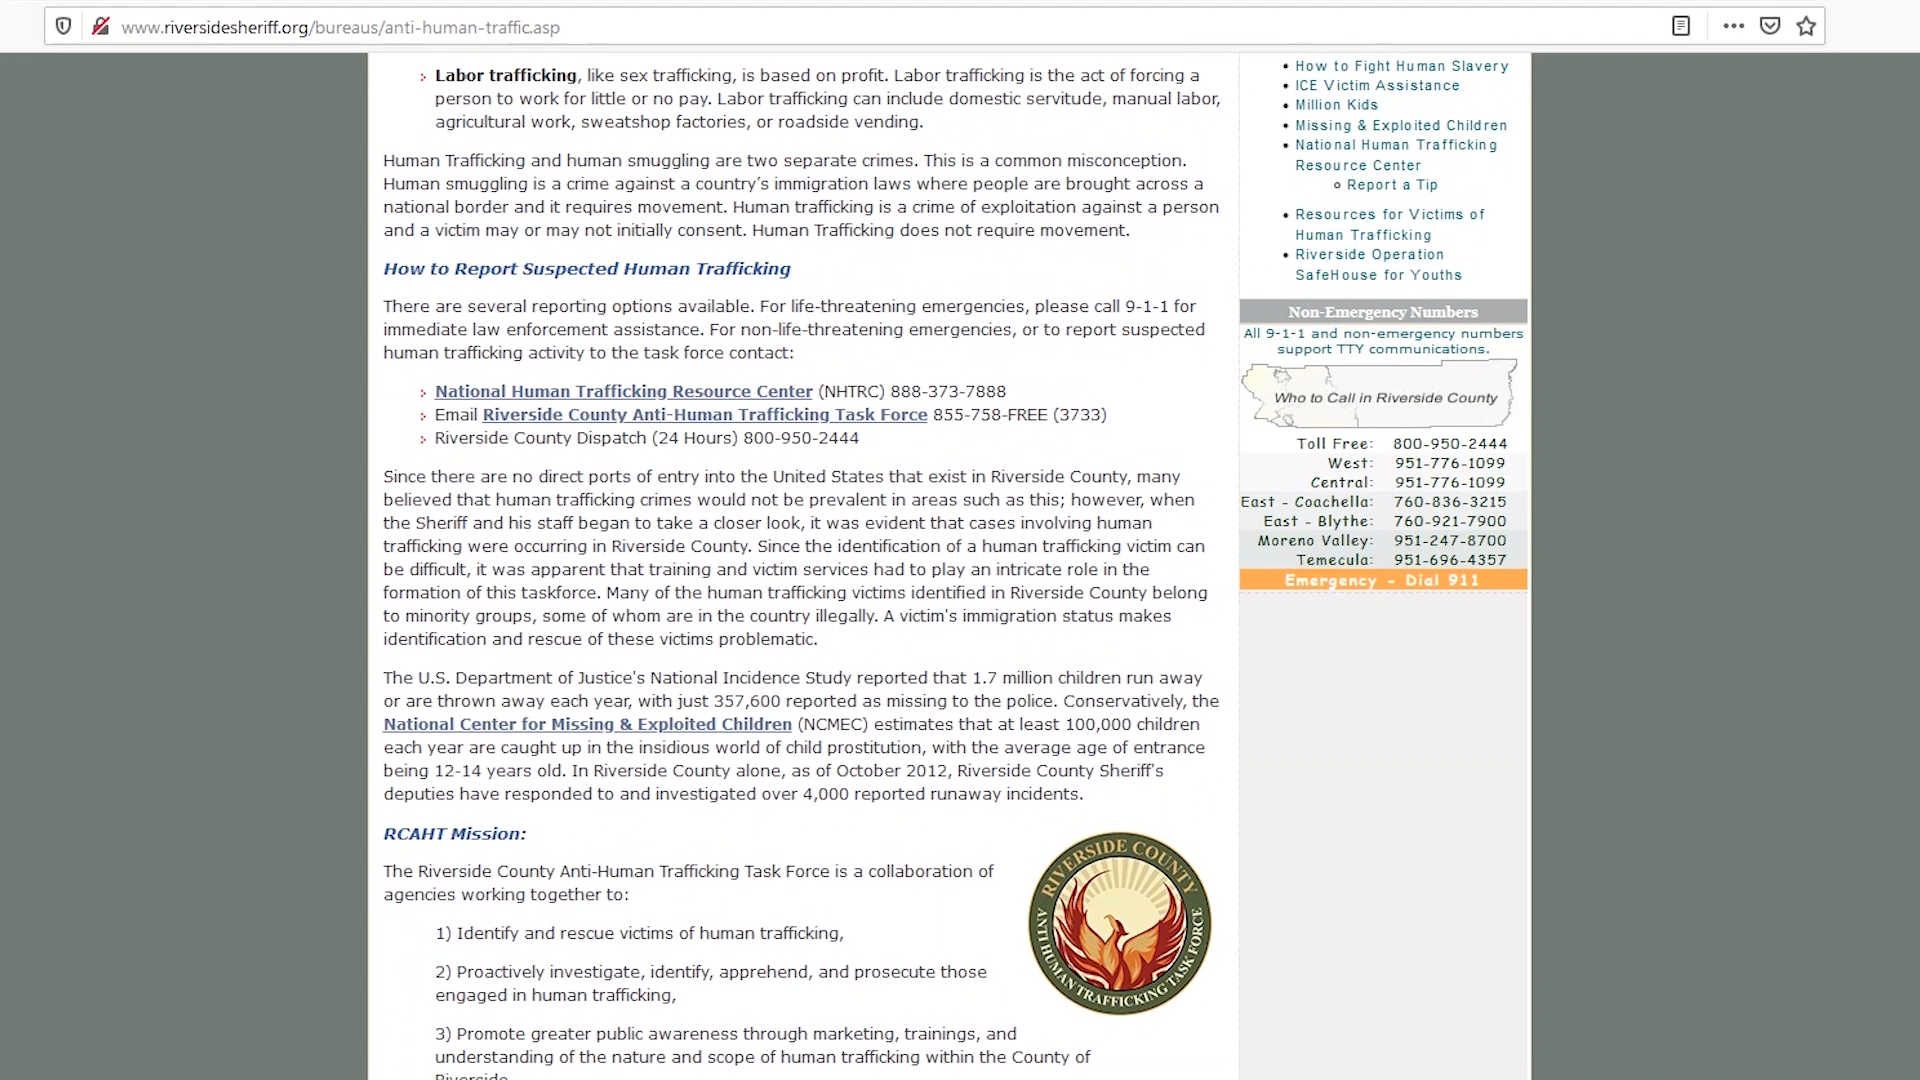 www.riversidesheriff.org/bureaus/anti-human-traffic.asp
Labor trafficking, like sex trafficking, is based on profit. Labor trafficking is the act of forcing a
person to work for little or no pay. Labor trafficking can include domestic servitude, manual labor,
agricultural work, sweatshop factories, or roadside vending.
Human Trafficking and human smuggling are two separate crimes. This is a common misconception.
Human smuggling is a crime against a country’s immigration laws where people are brought across a
national border and it requires movement. Human trafficking is a crime of exploitation against a person
and a victim may or may not initially consent. Human Trafficking does not require movement.
How to Report Suspected Human Trafficking
There are several reporting options available. For life-threatening emergencies, please call 9-1-1 for
immediate law enforcement assistance. For non-life-threatening emergencies, or to report suspected
human trafficking activity to the task force contact:
National Human Trafficking Resource Center (NHTRC) 888-373-7888
Email Riverside County Anti-Human Trafficking Task Force 855-758-FREE (3733)
Riverside County Dispatch (24 Hours) 800-950-2444
Since there are no direct ports of entry into the United States that exist in Riverside County, many
believed that human trafficking crimes would not be prevalent in areas such as this; however, when
the Sheriff and his staff began to take a closer look, it was evident that cases involving human
trafficking were occurring in Riverside County. Since the identification of a human trafficking victim can
be difficult, it was apparent that training and victim services had to play an intricate role in the
formation of this taskforce. Many of the human trafficking victims identified in Riverside County belong
to minority groups, some of whom are in the country illegally. A victim's immigration status makes
identification and rescue of these victims problematic.
The U.S. Department of Justice's National Incidence Study reported that 1.7 million children run away
or are thrown away each year, with just 357,600 reported as missing to the police. Conservatively, the
National Center for Missing & Exploited Children (NCMEC) estimates that at least 100,000 children
each year are caught up in the insidious world of child prostitution, with the average age of entrance
being 12-14 years old. In Riverside County alone, as of October 2012, Riverside County Sheriff's
deputies have responded to and investigated over 4,000 reported runaway incidents.
RCAHT Mission:
The Riverside County Anti-Human Trafficking Task Force is a collaboration of
agencies working together to:
1) Identify and rescue victims of human trafficking,
2) Proactively investigate, identify, apprehend, and prosecute those
engaged in human trafficking,
3) Promote greater public awareness through marketing, trainings, and
understanding of the nature and scope of human trafficking within the County of
Riverside
RIVERSIDE COUNTY
ANTI HUMAN TRAFFICKING TASK FORCE
How to Fight Human Slavery
ICE Victim Assistance
Million Kids
Missing & Exploited Children
National Human Trafficking
Resource Center
Report a Tip
Resources for Victims of
Human Trafficking
Riverside Operation
SafeHouse for Youths
Non-Emergency Numbers
All 9-1-1 and non-emergency numbers
support TTY communications.
Who to Call in Riverside County
Toll Free: 800-950-2444
West: 951-776-1099
Central: 951-776-1099
East - Coachella: 760-836-3215
East - Blythe: 760-921-7900
Moreno Valley: 951-247-8700
Temecula: 951-696-4357
Emergency - Dial 911